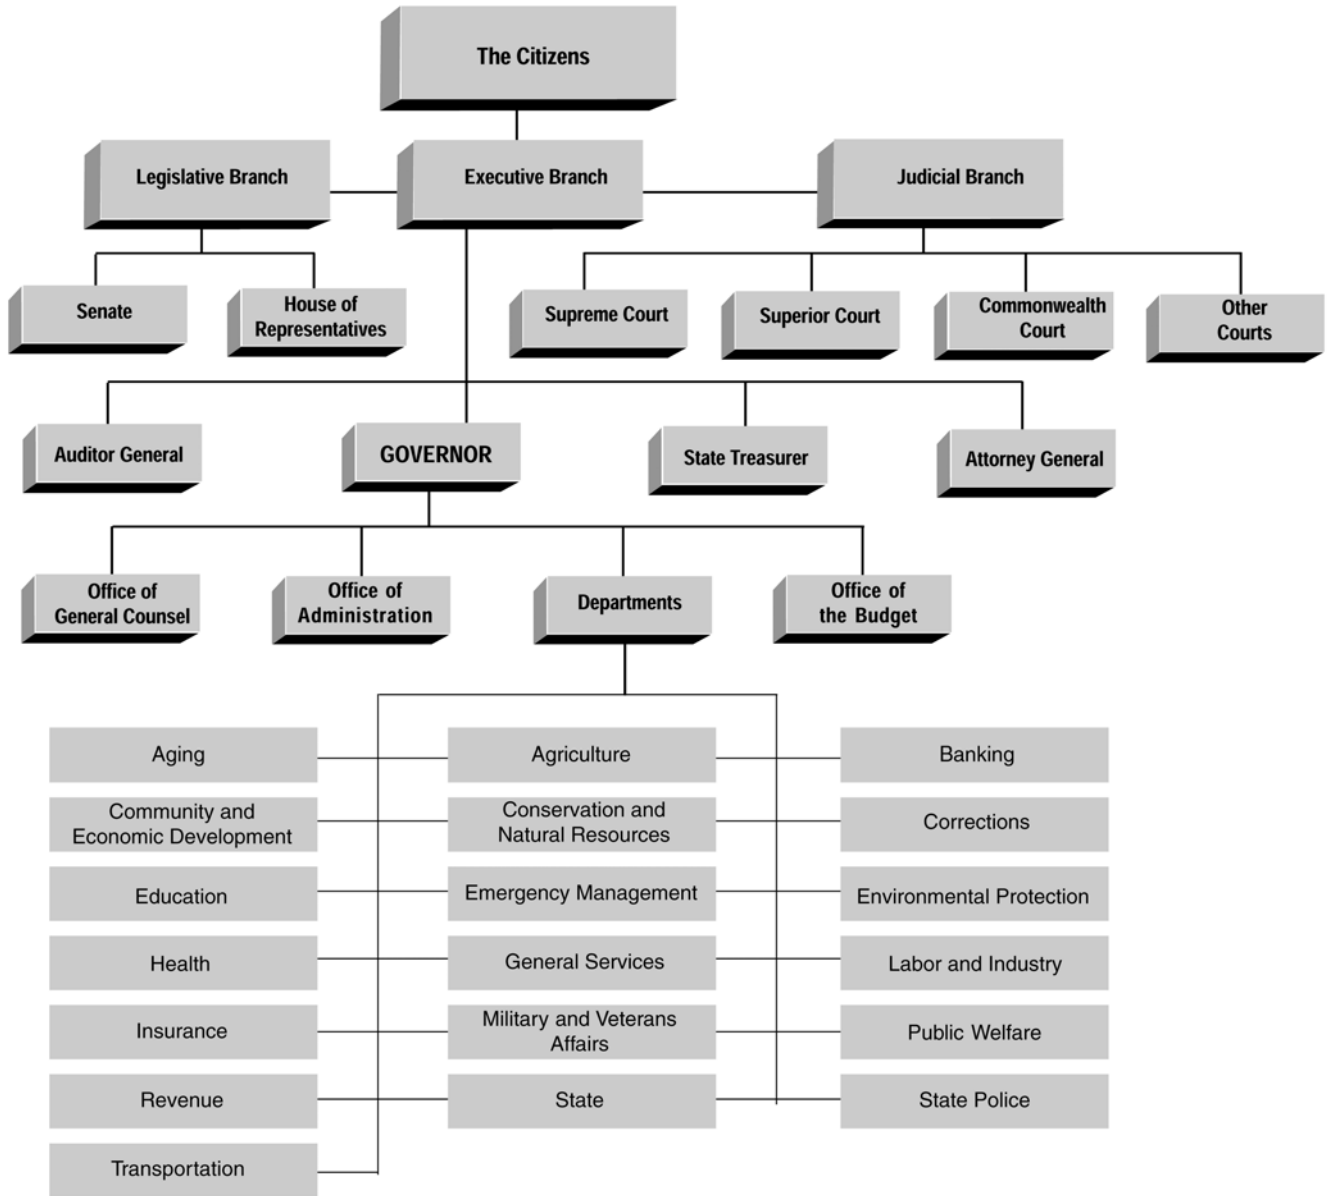 The Citizens
Legislative Branch
Executive Branch
Judicial Branch
Senate
House of
Representatives
Supreme Court
Superior Court
Commonwealth
Court
Other
Courts
Auditor General
GOVERNOR
State Treasurer
Attorney General
Office of
General Counsel
Office of
Administration
Departments
Office of
the Budget
Aging
Agriculture
Banking
Community and
Economic Development
Conservation and
Natural Resources
Corrections
Education
Emergency Management
Environmental Protection
Health
General Services
Labor and Industry
Insurance
Military and Veterans
Affairs
Public Welfare
Revenue
State
State Police
Transportation